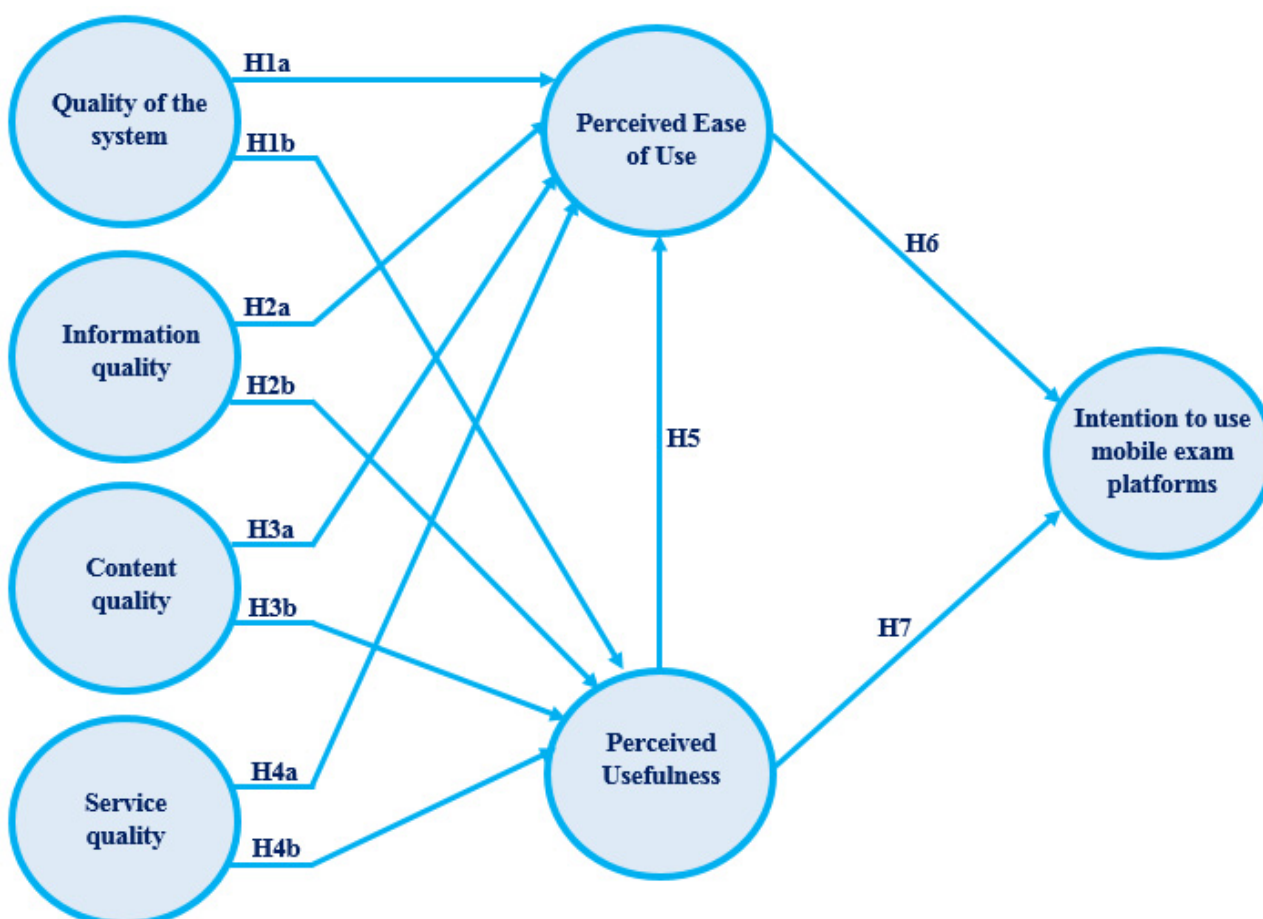 H1a
Quality of the
system
H1b
Perceived Ease
of Use
H6
H2a
Information
quality
H2b
Intention to use
mobile exam
platforms
H5
H3a
Content
quality
H3b
H7
Perceived
Usefulness
H4a
Service
quality
H4b